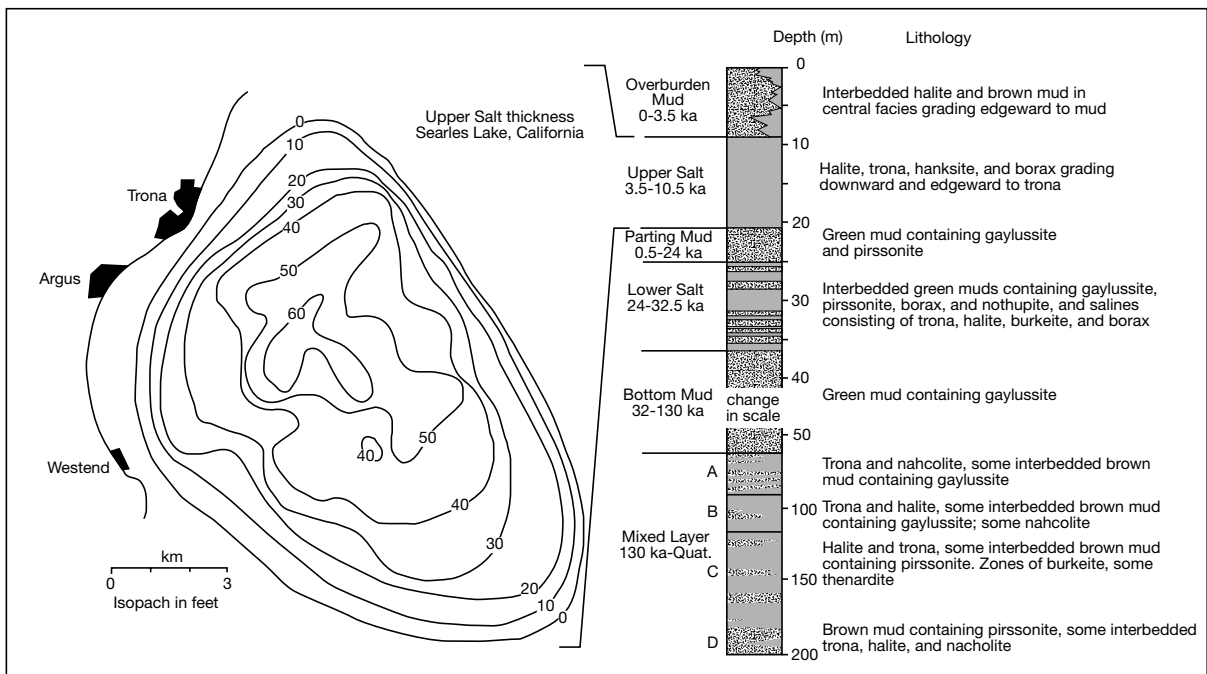 Upper Salt thickness
Searles Lake, California
0
10
20
30
40
50
60
50
40
40
30
20
10
0
Trona
Argus
Westend
km
0 3
Isopach in feet
Depth (m) Lithology
0
Overburden
Mud
0-3.5 ka
Interbedded halite and brown mud in
central facies grading edgeward to mud
10
Upper Salt
3.5-10.5 ka
Halite, trona, hanksite, and borax grading
downward and edgeward to trona
20
Parting Mud
0.5-24 ka
Green mud containing gaylussite
and pirssonite
Lower Salt
24-32.5 ka
30
Interbedded green muds containing gaylussite,
pirssonite, borax, and nothupite, and salines
consisting of trona, halite, burkeite, and borax
40
Bottom Mud
32-130 ka
change
in scale
Green mud containing gaylussite
50
A
Trona and nahcolite, some interbedded brown
mud containing gaylussite
B
100
Trona and halite, some interbedded brown mud
containing gaylussite; some nahcolite
Mixed Layer
130 ka-Quat.
C
150
Halite and trona, some interbedded brown mud
containing pirssonite. Zones of burkeite, some
thenardite
D
200
Brown mud containing pirssonite, some interbedded
trona, halite, and nacholite